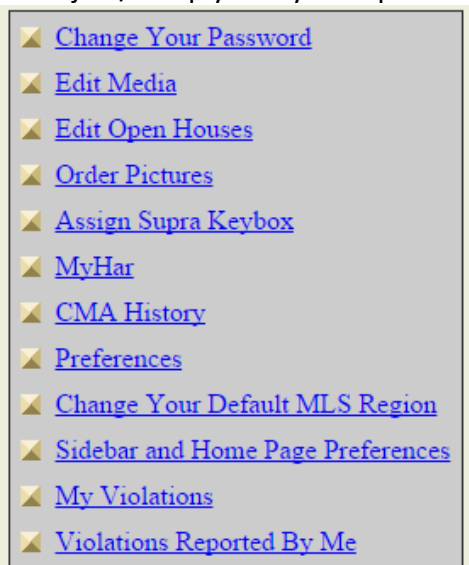 Change Your Password
Edit Media
Edit Open Houses
Order Pictures
Assign Supra Keybox
MyHar
CMA History
Preferences
Change Your Default MLS Region
Sidebar and Home Page Preferences
My Violations
Violations Reported By Me